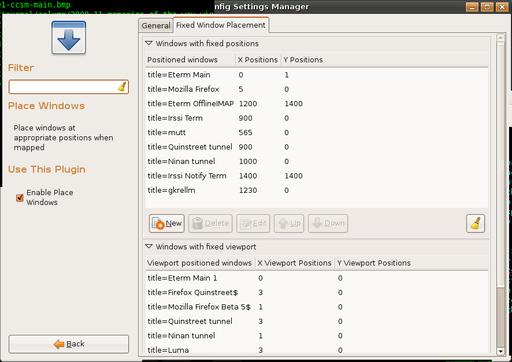 1-ccsm-main.bmp
nfig Settings Manager
General
Fixed Window Placement
Filter
Place Windows
Place windows at
appropriate positions when
mapped
Use This Plugin
Enable Place
Windows
Back
Windows with fixed positions
Positioned windows X Positions Y Positions
title=Eterm Main 0 1
title=Mozilla Firefox 5 0
title=Eterm OfflineIMAP 1200 1400
title=Irssi Term 900 0
title=mutt 565 0
title=Quinstreet tunnel 900 0
title=Ninan tunnel 1000 0
title=Irssi Notify Term 1400 1400
title=gkrellm 1230 0
New Delete Edit Up Down
Windows with fixed viewport
Viewport positioned windows X Viewport Positions Y Viewport Positions
title=Eterm Main 1 0 0
title=Firefox Quinstreet$ 3 0
title=Mozilla Firefox Beta 5$ 1 0
title=Quinstreet tunnel 3 0
title=Ninan tunnel 1 0
title=Luma 3 0